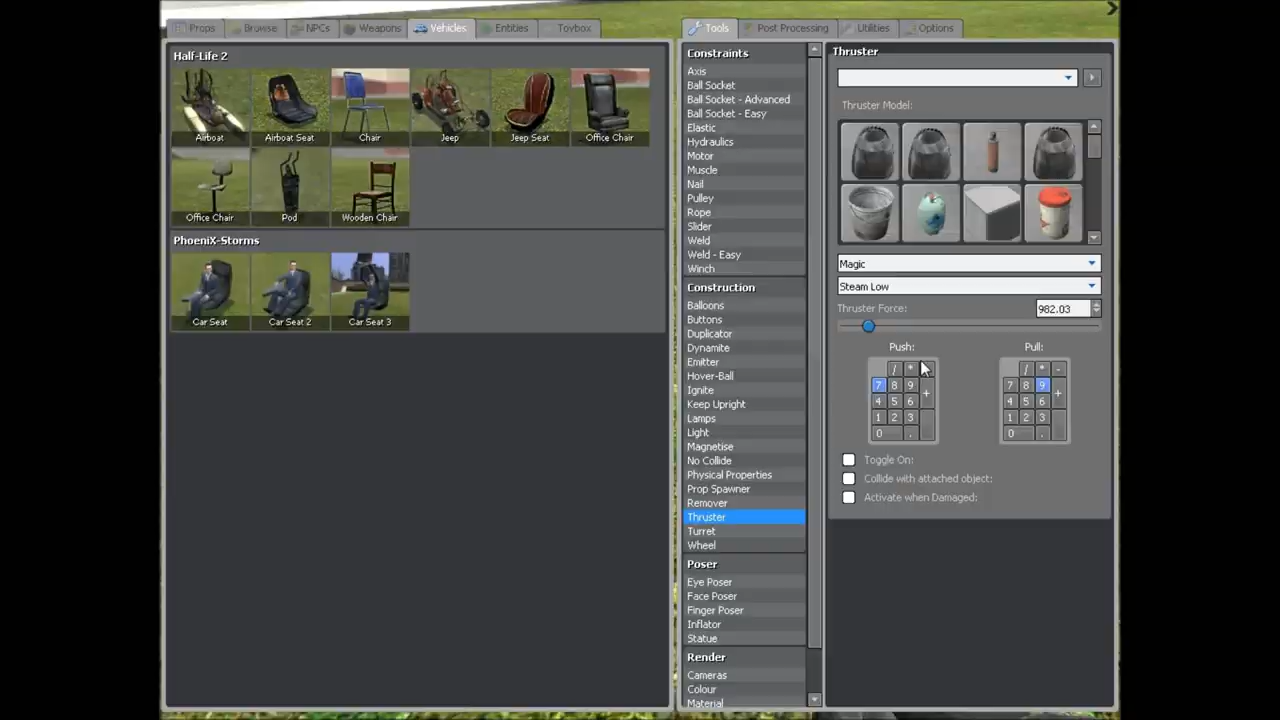 Props Browse NPCs Weapons Vehicles Entities Toybox
Half-Life 2
Airboat Airboat Seat Chair Jeep Jeep Seat Office Chair
Office Chair Pod Wooden Chair
PhoeniX-Storms
Car Seat Car Seat 2 Car Seat 3
Tools Post Processing Utilities Options
Constraints
Axis
Ball Socket
Ball Socket - Advanced
Ball Socket - Easy
Elastic
Hydraulics
Motor
Muscle
Nail
Pulley
Rope
Slider
Weld
Weld - Easy
Winch
Construction
Balloons
Buttons
Duplicator
Dynamite
Emitter
Hover-Ball
Ignite
Keep Upright
Lamps
Light
Magnetise
No Collide
Physical Properties
Prop Spawner
Remover
Thruster
Turret
Wheel
Poser
Eye Poser
Face Poser
Finger Poser
Inflator
Statue
Render
Cameras
Colour
Material
Thruster
Thruster Model:
Magic
Steam Low
Thruster Force: 982.03
Push: Pull:
/ * / * -
7 8 9 7 8 9
+ +
4 5 6 4 5 6
1 2 3 1 2 3
0 . 0 .
Toggle On:
Collide with attached object:
Activate when Damaged: